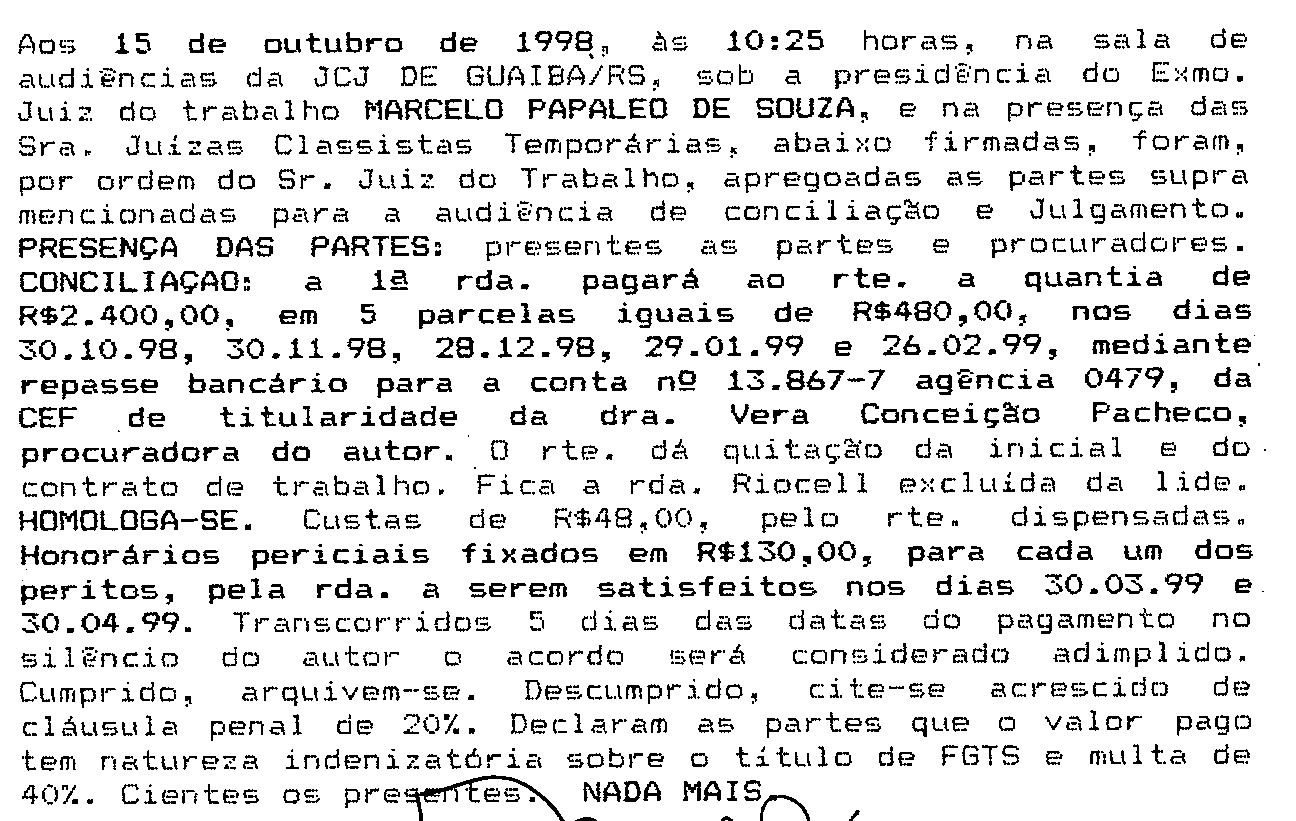 Aos 15 de outubro de 1998, às 10:25 horas, na sala de
audiências da JCJ DE GUAIBA/RS, sob a presidência do Exmo.
Juiz do trabalho MARCELO PAPALEO DE SOUZA, e na presença das
Sra. Juízas Classistas Temporárias, abaixo firmadas, foram,
por ordem do Sr. Juiz do Trabalho, apregoadas as partes supra
mencionadas para a audiência de conciliação e Julgamento.
PRESENÇA DAS PARTES: presentes as partes e procuradores.
CONCILIAÇAO: a 1ª rda. pagará ao rte. a quantia de
R$2.400,00, em 5 parcelas iguais de R$480,00, nos dias
30.10.98, 30.11.98, 28.12.98, 29.01.99 e 26.02.99, mediante
repasse bancário para a conta nº 13.867-7 agência 0479, da
CEF de titularidade da dra. Vera Conceição Pacheco,
procuradora do autor. O rte. dá quitação da inicial e do
contrato de trabalho. Fica a rda. Riocell excluída da lide.
HOMOLOGA-SE. Custas de R$48,00, pelo rte. dispensadas.
Honorários periciais fixados em R$130,00, para cada um dos
peritos, pela rda. a serem satisfeitos nos dias 30.03.99 e
30.04.99. Transcorridos 5 dias das datas do pagamento no
silêncio do autor o acordo será considerado adimplido.
Cumprido, arquivem-se. Descumprido, cite-se acrescido de
cláusula penal de 20%. Declaram as partes que o valor pago
tem natureza indenizatória sobre o título de FGTS e multa de
40%. Cientes os presentes. NADA MAIS.